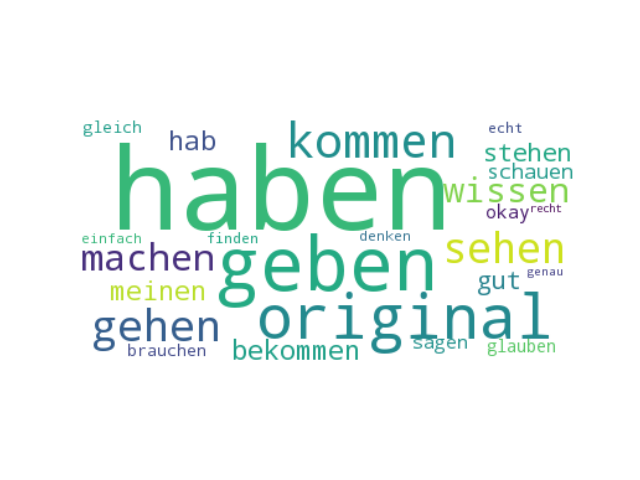 gleich hab kommen echt
haben stehen
schauen
wissen
okay recht
einfach finden denken
machen geben sehen
genau
meinen gut
gehen original
brauchen bekommen sagen glauben